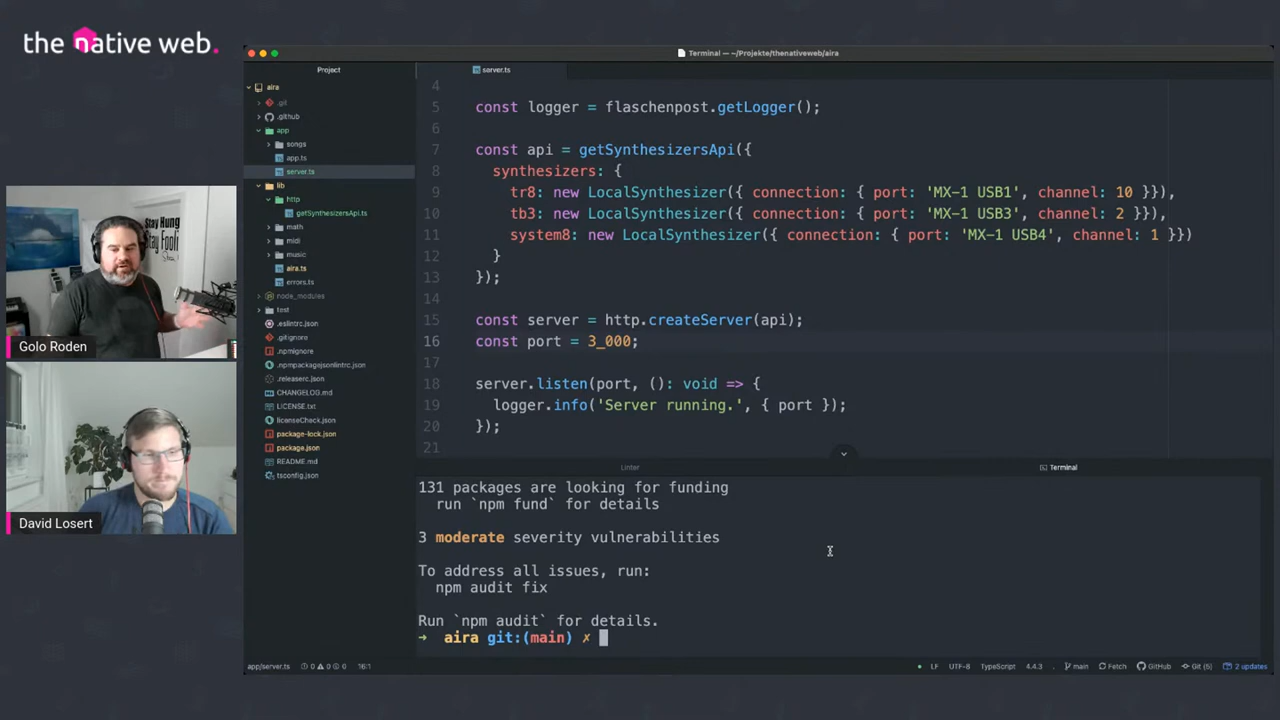 the native web.
Terminal — ~/Projekte/thenativeweb/aira
Project
server.ts
aira
.git
.github
app
songs
app.ts
server.ts
lib
http
getSynthesizersApi.ts
math
midi
music
aira.ts
errors.ts
node_modules
test
.eslintrc.json
.gitignore
.npmignore
.npmpackagejsonlintrc.json
.releaserc.json
CHANGELOG.md
LICENSE.txt
licenseCheck.json
package-lock.json
package.json
README.md
tsconfig.json
4
5 const logger = flaschenpost.getLogger();
6
7 const api = getSynthesizersApi({
8 synthesizers: {
9 tr8: new LocalSynthesizer({ connection: { port: 'MX-1 USB1', channel: 10 }}),
10 tb3: new LocalSynthesizer({ connection: { port: 'MX-1 USB3', channel: 2 }}),
11 system8: new LocalSynthesizer({ connection: { port: 'MX-1 USB4', channel: 1 }})
12 }
13 });
14
15 const server = http.createServer(api);
16 const port = 3_000;
17
18 server.listen(port, (): void => {
19 logger.info('Server running.', { port });
20 });
21
Linter
Terminal
131 packages are looking for funding
run `npm fund` for details
3 moderate severity vulnerabilities
To address all issues, run:
npm audit fix
Run `npm audit` for details.
➜ aira git:(main) ✗
app/server.ts 0 0 0 16:1
LF UTF-8 TypeScript 4.4.3 main Fetch GitHub Git (5) 2 updates
Stay Hung
Stay Fooli
Golo Roden
David Losert